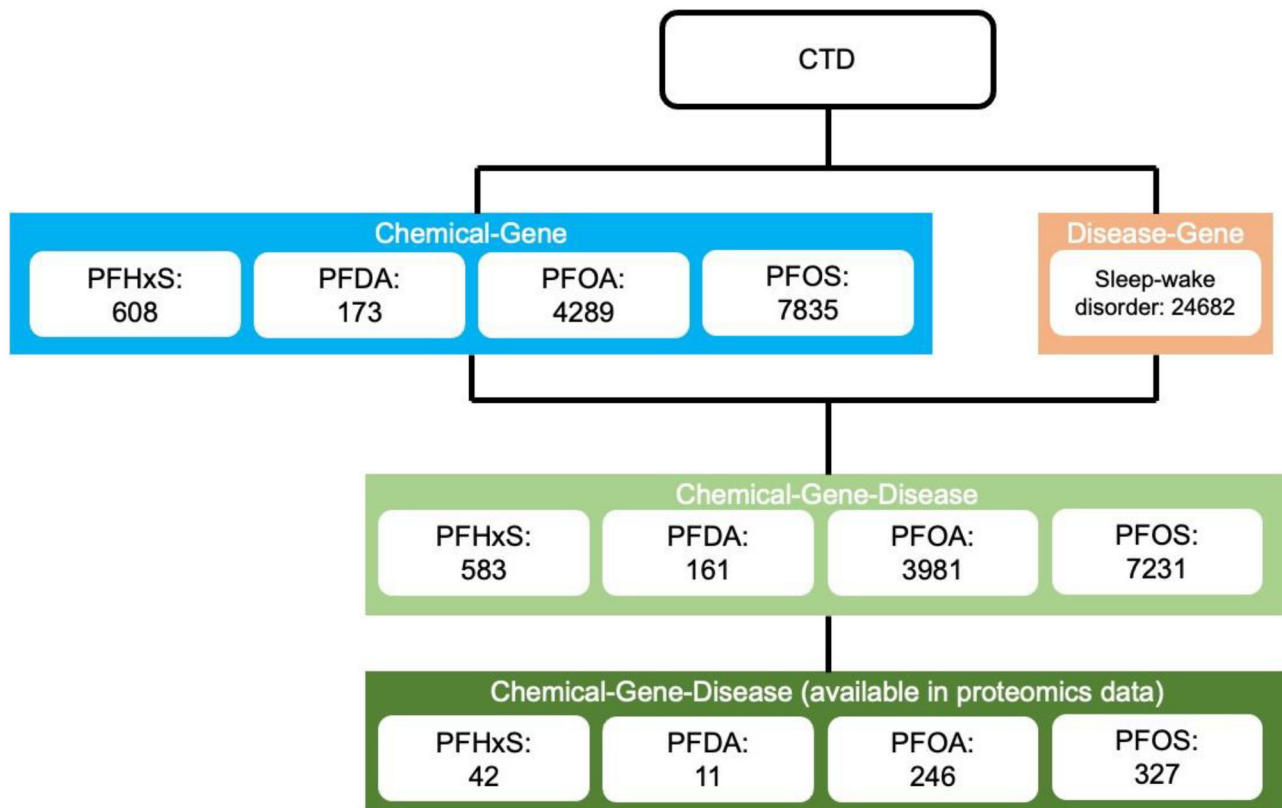 CTD
Chemical-Gene
PFHxS:
608
PFDA:
173
PFOA:
4289
PFOS:
7835
Disease-Gene
Sleep-wake
disorder: 24682
Chemical-Gene-Disease
PFHxS:
583
PFDA:
161
PFOA:
3981
PFOS:
7231
Chemical-Gene-Disease (available in proteomics data)
PFHxS:
42
PFDA:
11
PFOA:
246
PFOS:
327